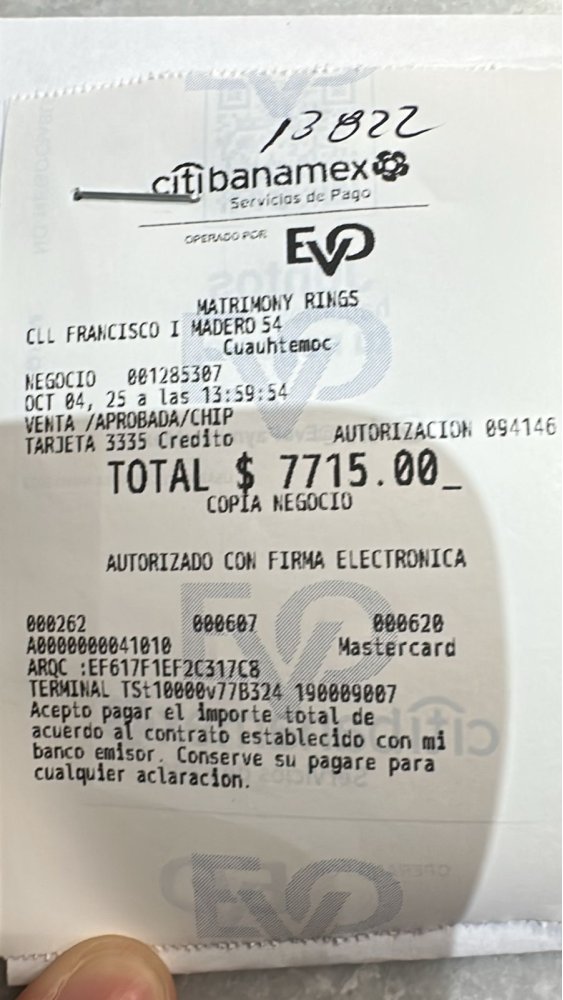 13822
citibanamex
Servicios de Pago
OPERADO POR EVO
MATRIMONY RINGS
CLL FRANCISCO I MADERO 54
Cuauhtemoc
NEGOCIO 001285307
OCT 04, 25 a las 13:59:54
VENTA /APROBADA/CHIP
TARJETA 3335 Credito AUTORIZACION 094146
TOTAL $ 7715.00_
COPIA NEGOCIO
AUTORIZADO CON FIRMA ELECTRONICA
000262 000607 000620
A0000000041010 Mastercard
ARQC :EF617F1EF2C317C8
TERMINAL TSt10000v77B324 190009007
Acepto pagar el importe total de
acuerdo al contrato establecido con mi
banco emisor. Conserve su pagare para
cualquier aclaracion.